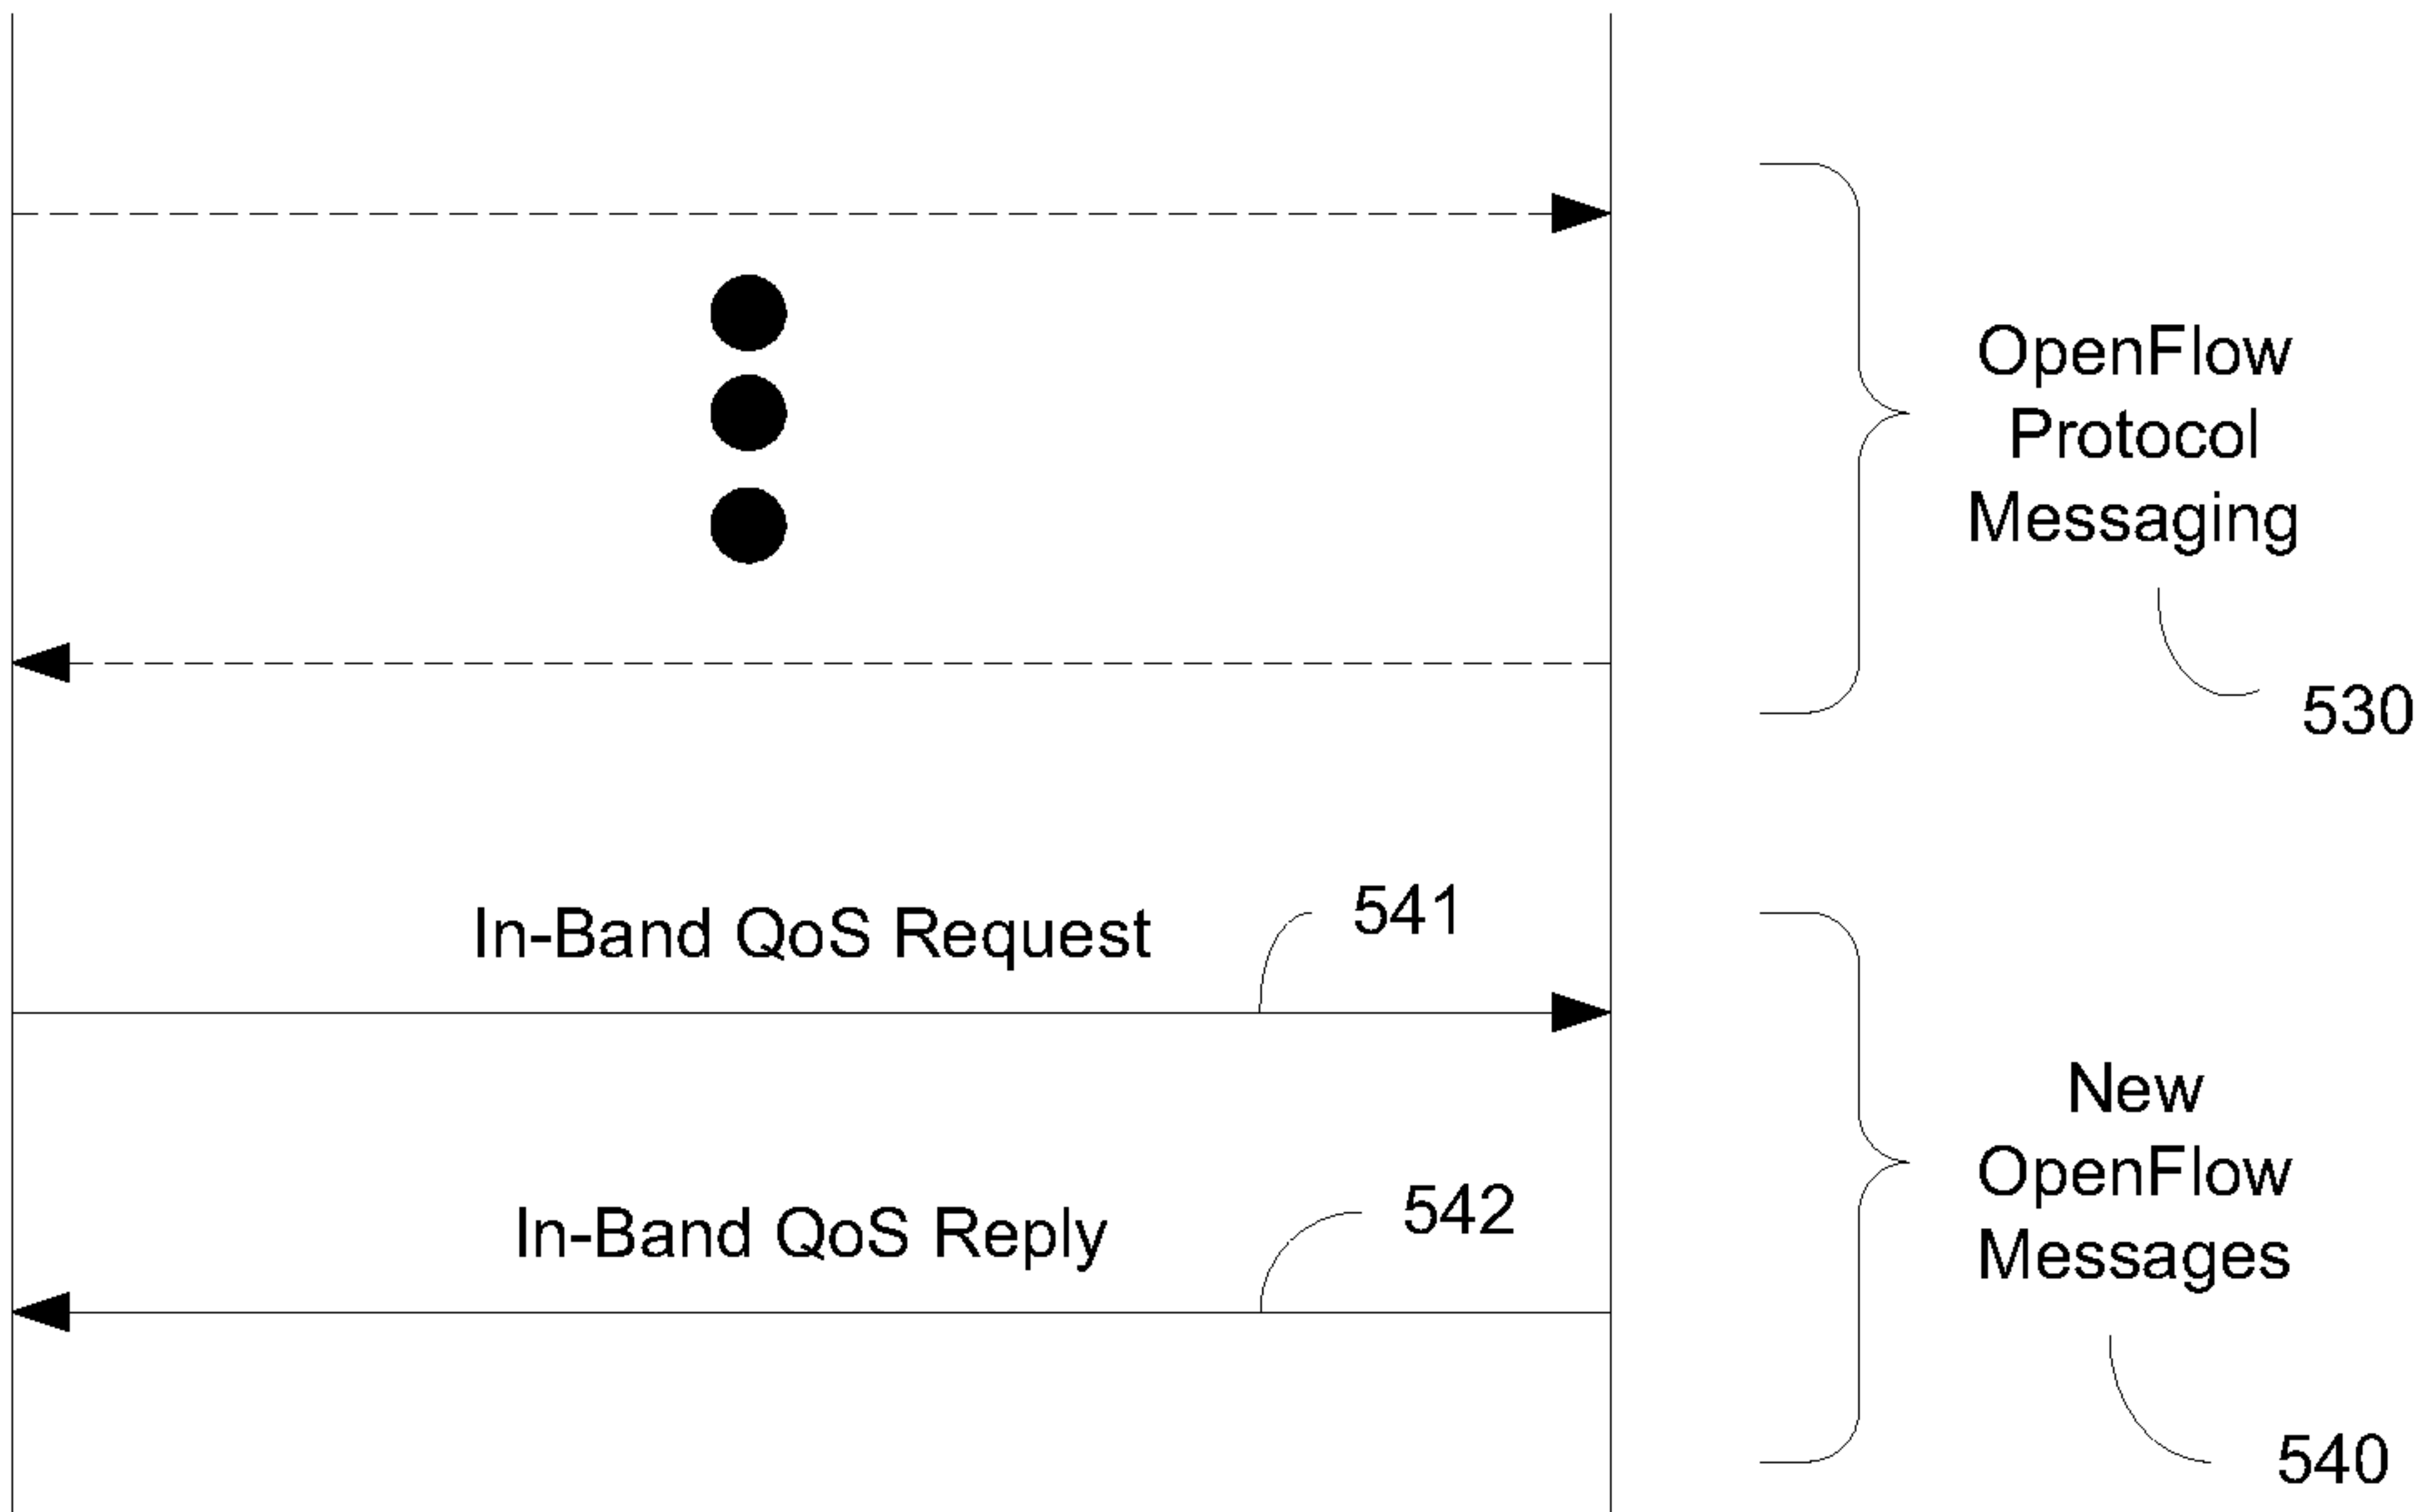 OpenFlow
Protocol
Messaging
530
In-Band QoS Request
541
In-Band QoS Reply
542
New
OpenFlow
Messages
540